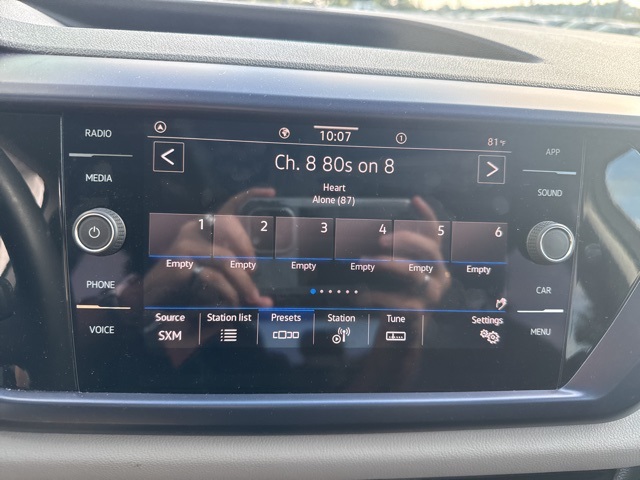 RADIO
MEDIA
PHONE
VOICE
10:07
1
81°F
Ch. 8 80s on 8
Heart
Alone (87)
1 2 3 4 5 6
Empty Empty Empty Empty Empty Empty
Source Station list Presets Station Tune Settings
SXM
APP
SOUND
CAR
MENU